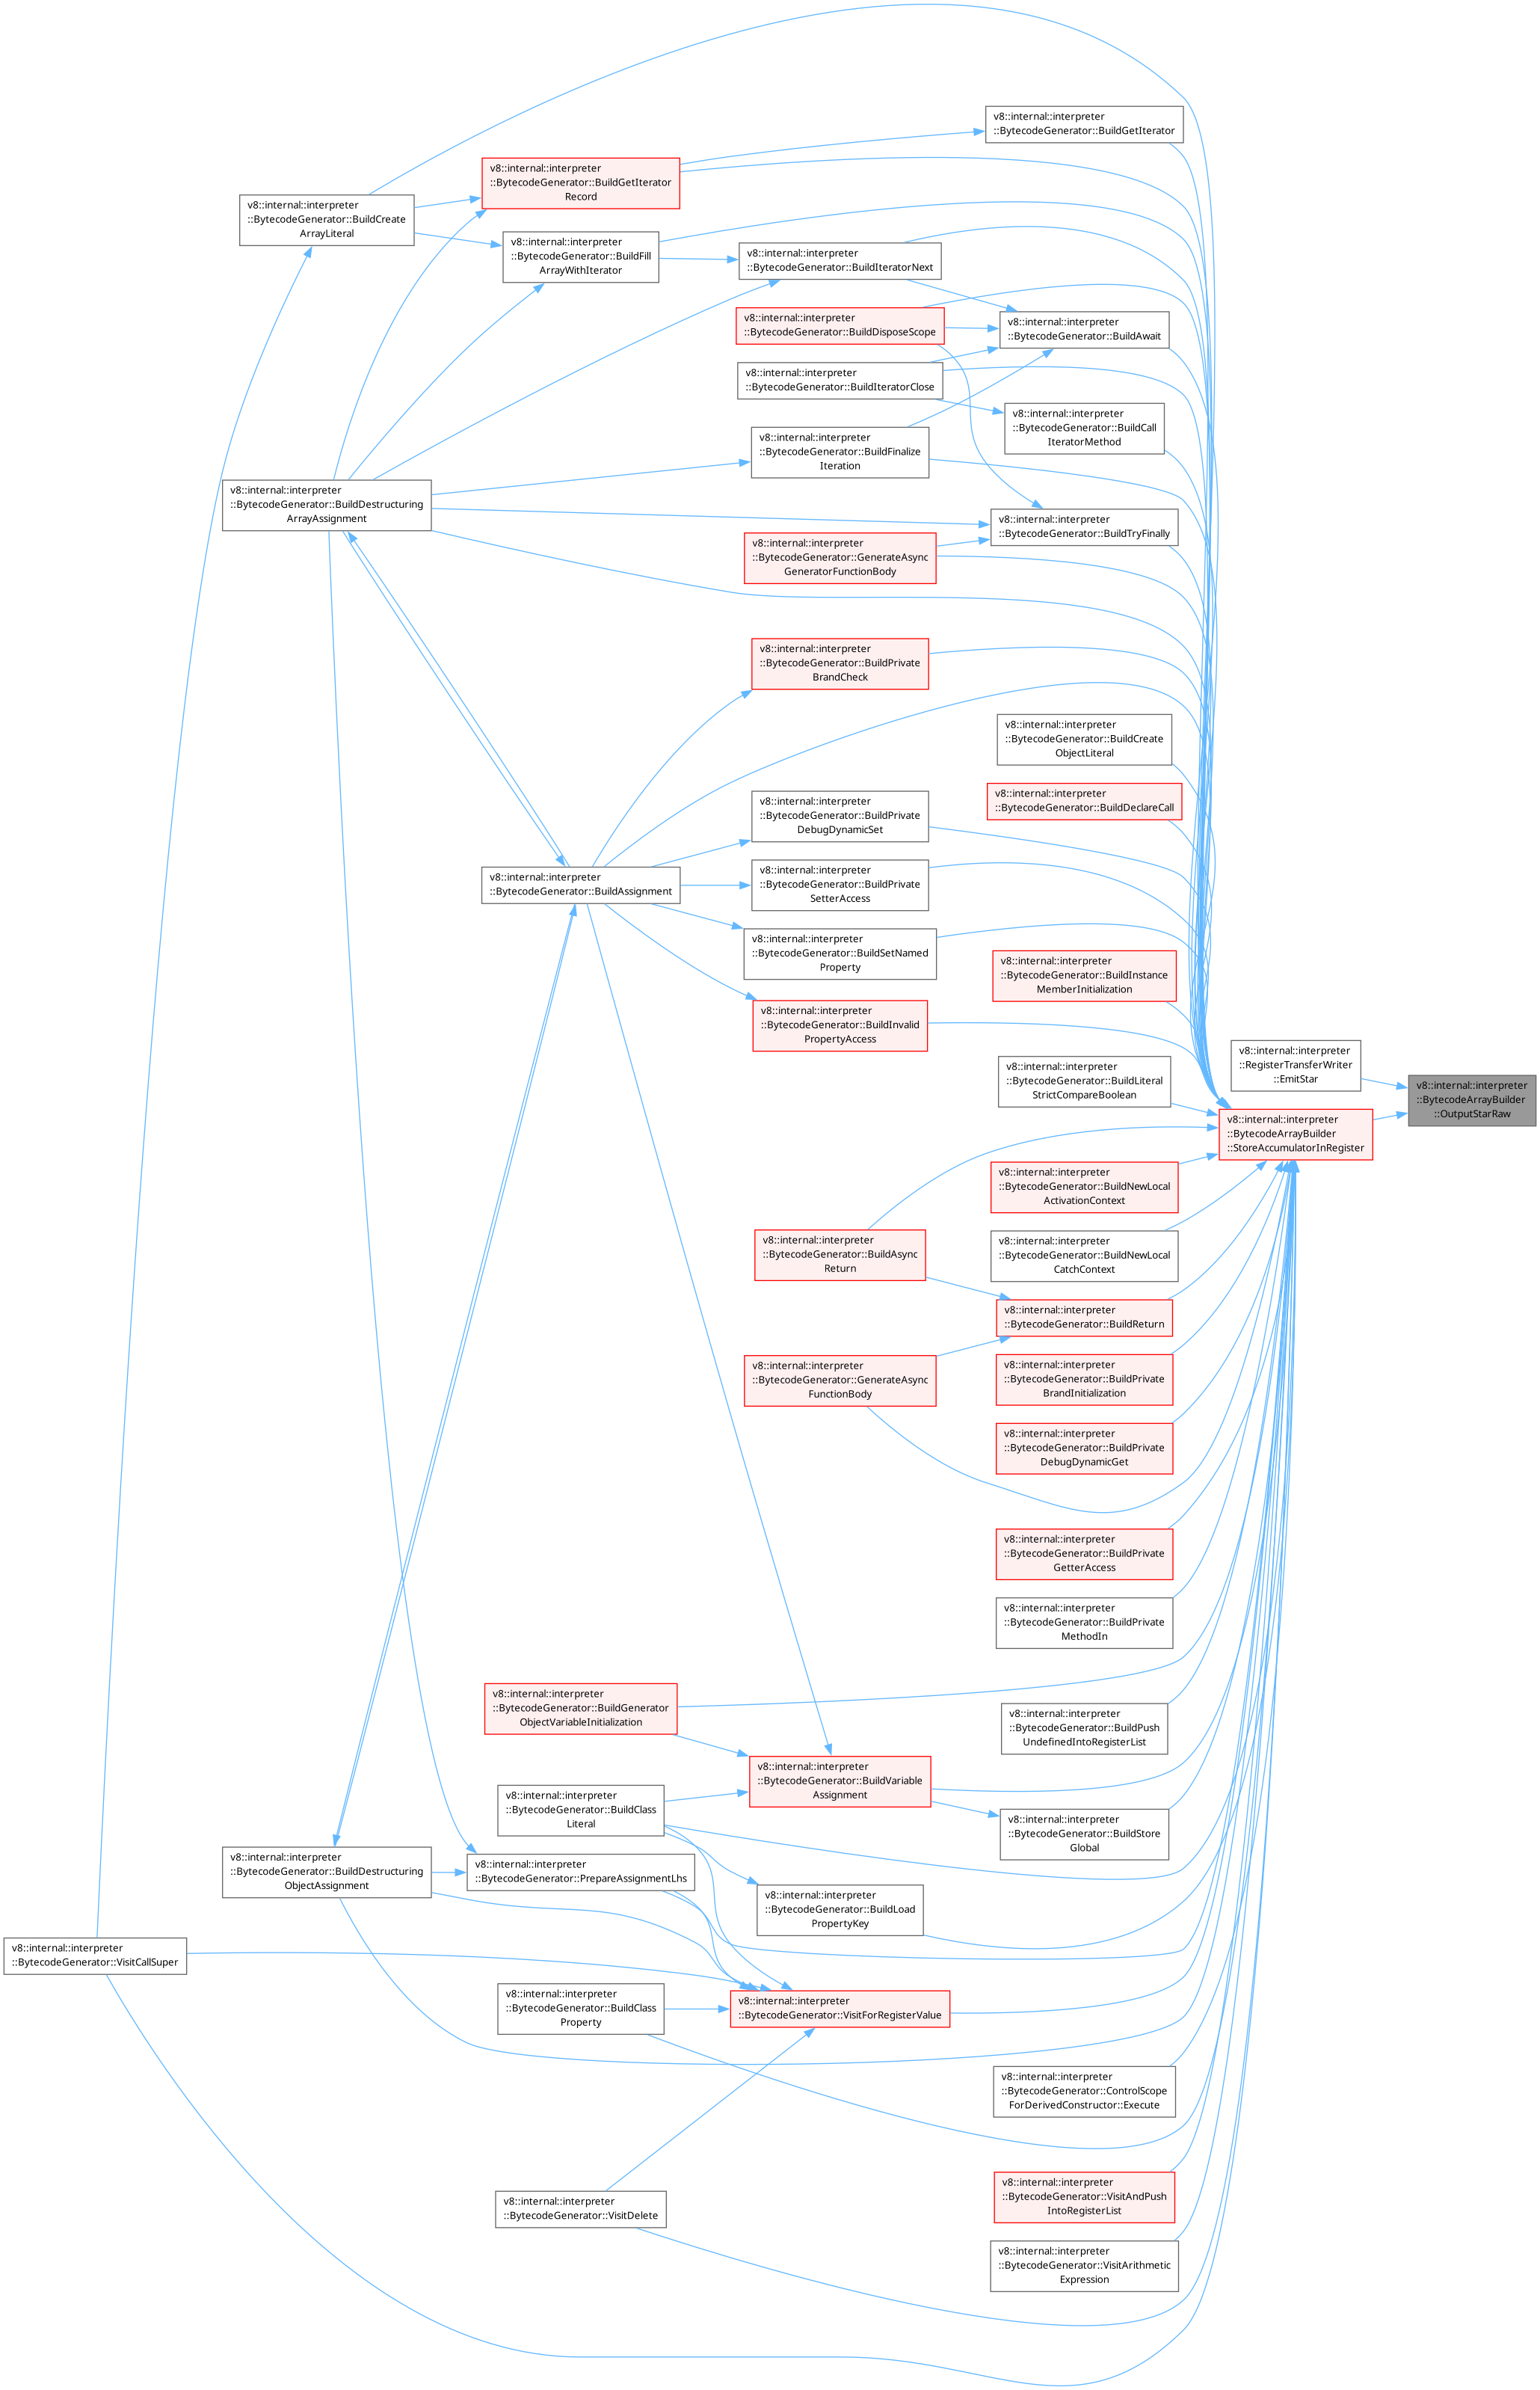 v8::internal::interpreter
::BytecodeGenerator::BuildGetIterator
v8::internal::interpreter
::BytecodeGenerator::BuildGetIterator
Record
v8::internal::interpreter
::BytecodeGenerator::BuildCreate
ArrayLiteral
v8::internal::interpreter
::BytecodeGenerator::BuildFill
ArrayWithIterator
v8::internal::interpreter
::BytecodeGenerator::BuildIteratorNext
v8::internal::interpreter
::BytecodeGenerator::BuildDisposeScope
v8::internal::interpreter
::BytecodeGenerator::BuildAwait
v8::internal::interpreter
::BytecodeGenerator::BuildIteratorClose
v8::internal::interpreter
::BytecodeGenerator::BuildCall
IteratorMethod
v8::internal::interpreter
::BytecodeGenerator::BuildFinalize
Iteration
v8::internal::interpreter
::BytecodeGenerator::BuildDestructuring
ArrayAssignment
v8::internal::interpreter
::BytecodeGenerator::BuildTryFinally
v8::internal::interpreter
::BytecodeGenerator::GenerateAsync
GeneratorFunctionBody
v8::internal::interpreter
::BytecodeGenerator::BuildPrivate
BrandCheck
v8::internal::interpreter
::BytecodeGenerator::BuildCreate
ObjectLiteral
v8::internal::interpreter
::BytecodeGenerator::BuildDeclareCall
v8::internal::interpreter
::BytecodeGenerator::BuildPrivate
DebugDynamicSet
v8::internal::interpreter
::BytecodeGenerator::BuildAssignment
v8::internal::interpreter
::BytecodeGenerator::BuildPrivate
SetterAccess
v8::internal::interpreter
::BytecodeGenerator::BuildSetNamed
Property
v8::internal::interpreter
::BytecodeGenerator::BuildInstance
MemberInitialization
v8::internal::interpreter
::BytecodeGenerator::BuildInvalid
PropertyAccess
v8::internal::interpreter
::RegisterTransferWriter
::EmitStar
v8::internal::interpreter
::BytecodeArrayBuilder
::OutputStarRaw
v8::internal::interpreter
::BytecodeGenerator::BuildLiteral
StrictCompareBoolean
v8::internal::interpreter
::BytecodeArrayBuilder
::StoreAccumulatorInRegister
v8::internal::interpreter
::BytecodeGenerator::BuildNewLocal
ActivationContext
v8::internal::interpreter
::BytecodeGenerator::BuildAsync
Return
v8::internal::interpreter
::BytecodeGenerator::BuildNewLocal
CatchContext
v8::internal::interpreter
::BytecodeGenerator::BuildReturn
v8::internal::interpreter
::BytecodeGenerator::GenerateAsync
FunctionBody
v8::internal::interpreter
::BytecodeGenerator::BuildPrivate
BrandInitialization
v8::internal::interpreter
::BytecodeGenerator::BuildPrivate
DebugDynamicGet
v8::internal::interpreter
::BytecodeGenerator::BuildPrivate
GetterAccess
v8::internal::interpreter
::BytecodeGenerator::BuildPrivate
MethodIn
v8::internal::interpreter
::BytecodeGenerator::BuildGenerator
ObjectVariableInitialization
v8::internal::interpreter
::BytecodeGenerator::BuildPush
UndefinedIntoRegisterList
v8::internal::interpreter
::BytecodeGenerator::BuildVariable
Assignment
v8::internal::interpreter
::BytecodeGenerator::BuildClass
Literal
v8::internal::interpreter
::BytecodeGenerator::BuildStore
Global
v8::internal::interpreter
::BytecodeGenerator::BuildDestructuring
ObjectAssignment
v8::internal::interpreter
::BytecodeGenerator::PrepareAssignmentLhs
v8::internal::interpreter
::BytecodeGenerator::BuildLoad
PropertyKey
v8::internal::interpreter
::BytecodeGenerator::VisitCallSuper
v8::internal::interpreter
::BytecodeGenerator::BuildClass
Property
v8::internal::interpreter
::BytecodeGenerator::VisitForRegisterValue
v8::internal::interpreter
::BytecodeGenerator::ControlScope
ForDerivedConstructor::Execute
v8::internal::interpreter
::BytecodeGenerator::VisitAndPush
IntoRegisterList
v8::internal::interpreter
::BytecodeGenerator::VisitDelete
v8::internal::interpreter
::BytecodeGenerator::VisitArithmetic
Expression